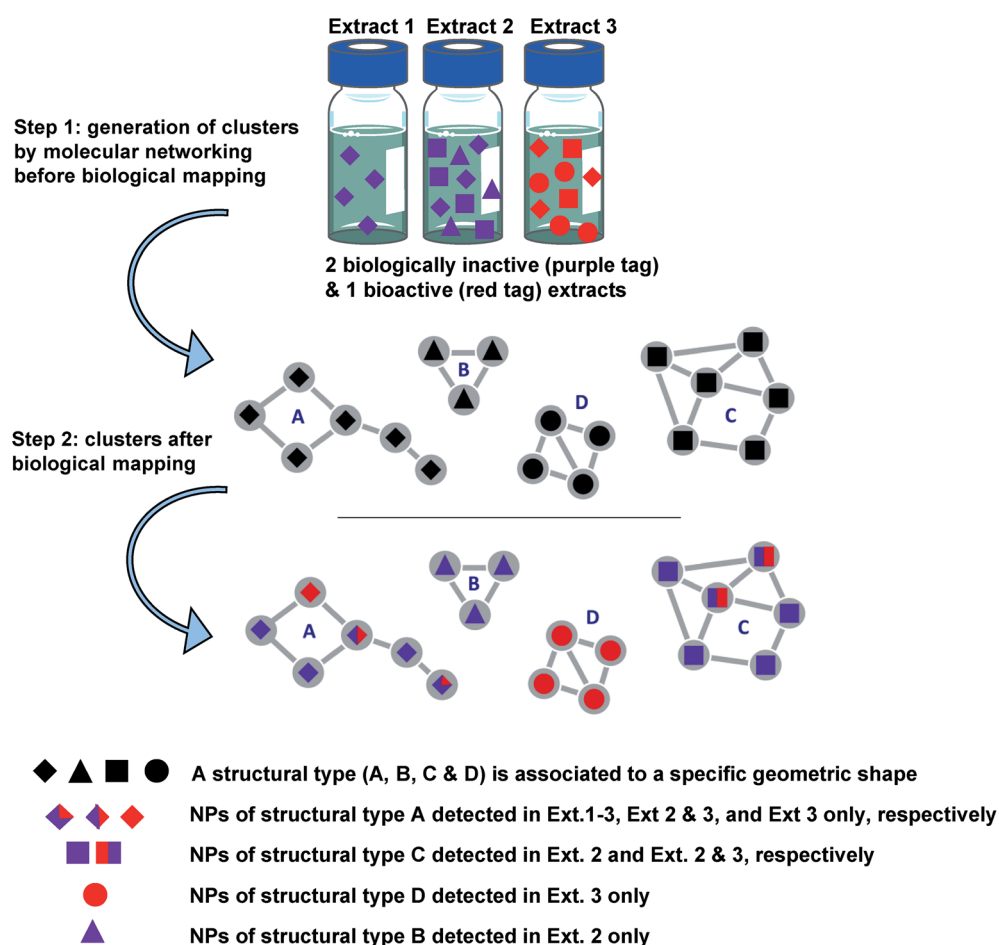 Extract 1 Extract 2 Extract 3
Step 1: generation of clusters
by molecular networking
before biological mapping
2 biologically inactive (purple tag)
& 1 bioactive (red tag) extracts
A
B
D
C
Step 2: clusters after
biological mapping
A
B
D
C
A structural type (A, B, C & D) is associated to a specific geometric shape
NPs of structural type A detected in Ext.1-3, Ext 2 & 3, and Ext 3 only, respectively
NPs of structural type C detected in Ext. 2 and Ext. 2 & 3, respectively
NPs of structural type D detected in Ext. 3 only
NPs of structural type B detected in Ext. 2 only